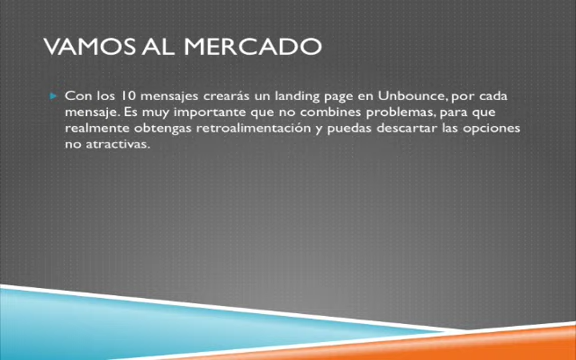 VAMOS AL MERCADO
Con los 10 mensajes crearás un landing page en Unbounce, por cada
mensaje. Es muy importante que no combines problemas, para que
realmente obtengas retroalimentación y puedas descartar las opciones
no atractivas.